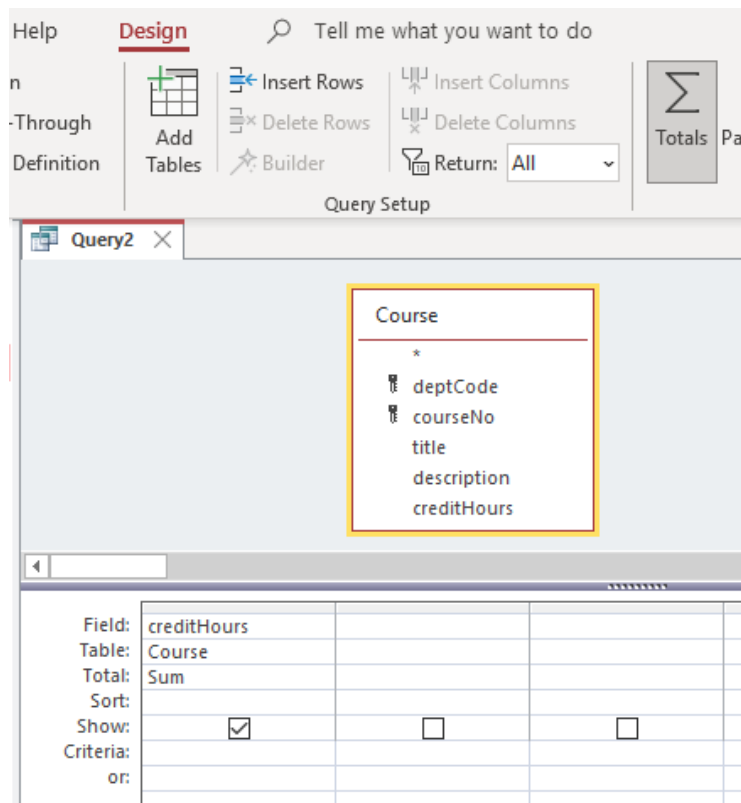 Help Design Tell me what you want to do
n Insert Rows Insert Columns
-Through Add Delete Rows Delete Columns Totals Pa
Definition Tables Builder Return: All
Query Setup
Query2
Course
*
deptCode
courseNo
title
description
creditHours
Field: creditHours
Table: Course
Total: Sum
Sort:
Show:
Criteria:
or: